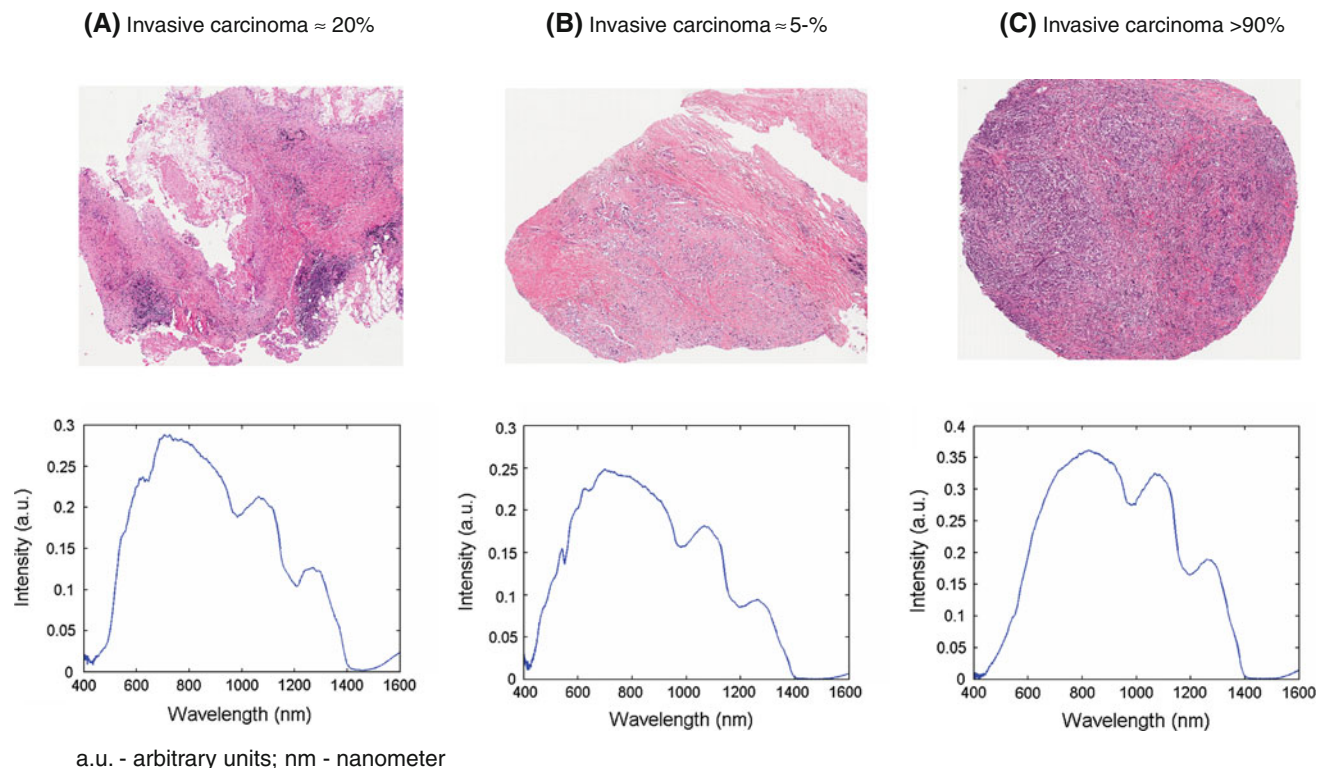 (A) Invasive carcinoma ≈ 20%
(B) Invasive carcinoma ≈5-%
(C) Invasive carcinoma >90%
0.3
0.25
0.2
0.15
0.1
0.05
0
Intensity (a.u.)
400 600 800 1000 1200 1400 1600
Wavelength (nm)
0.3
0.25
0.2
0.15
0.1
0.05
0
Intensity (a.u.)
400 600 800 1000 1200 1400 1600
Wavelength (nm)
0.4
0.35
0.3
0.25
0.2
0.15
0.1
0.05
0
Intensity (a.u.)
400 600 800 1000 1200 1400 1600
Wavelength (nm)
a.u. - arbitrary units; nm - nanometer